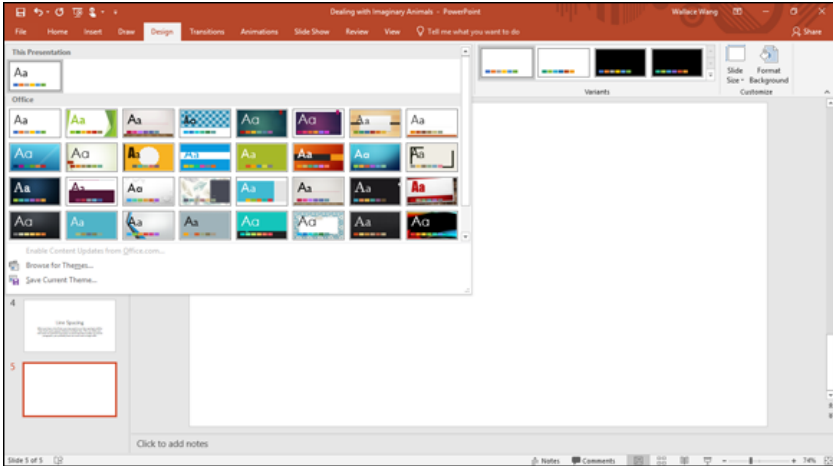 Dealing with Imaginary Animals - PowerPoint
Wallace Wang
File Home Insert Draw Design Transitions Animations Slide Show Review View Tell me what you want to do
Share
This Presentation
Aa
Office
Aa Aa Aa Aa Aa Aa Aa Aa
Aa Aa Aa Aa Aa Aa Aa Aa
Aa Aa Aa Aa Aa Aa Aa
Aa Aa Aa Aa Aa Aa Aa Aa
Enable Content Updates from Office.com...
Browse for Themes...
Save Current Theme...
Variants
Slide Size
Format Background
Customize
4
Line Spacing
5
Click to add notes
Slide 5 of 5
Notes Comments
74%